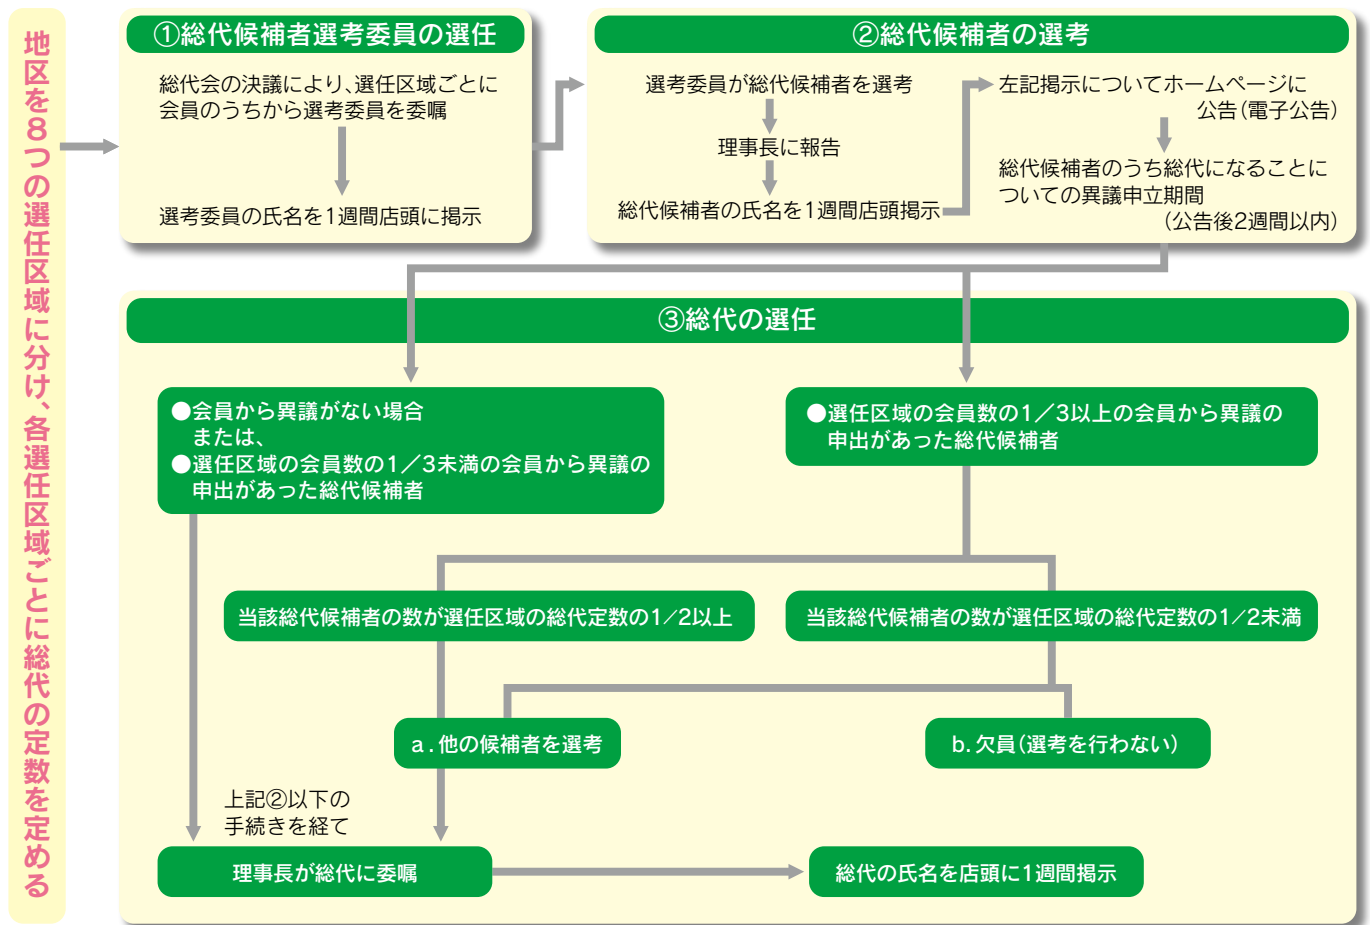 地区を8つの選任区域に分け、各選任区域ごとに総代の定数を定める
①総代候補者選考委員の選任
総代会の決議により、選任区域ごとに
会員のうちから選考委員を委嘱
選考委員の氏名を1週間店頭に掲示
②総代候補者の選考
選考委員が総代候補者を選考
理事長に報告
総代候補者の氏名を1週間店頭掲示
左記掲示についてホームページに
公告(電子公告)
総代候補者のうち総代になることに
ついての異議申立期間
(公告後2週間以内)
③総代の選任
●会員から異議がない場合
または、
●選任区域の会員数の1/3未満の会員から異議の
申出があった総代候補者
●選任区域の会員数の1/3以上の会員から異議の
申出があった総代候補者
当該総代候補者の数が選任区域の総代定数の1/2以上
当該総代候補者の数が選任区域の総代定数の1/2未満
a.他の候補者を選考
b.欠員(選考を行わない)
上記②以下の
手続きを経て
理事長が総代に委嘱
総代の氏名を店頭に1週間掲示